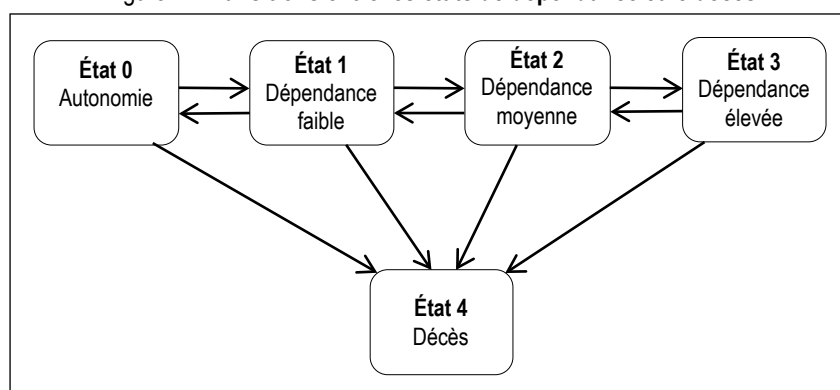 État 0
Autonomie
État 1
Dépendance
faible
État 2
Dépendance
moyenne
État 3
Dépendance
élevée
État 4
Décès